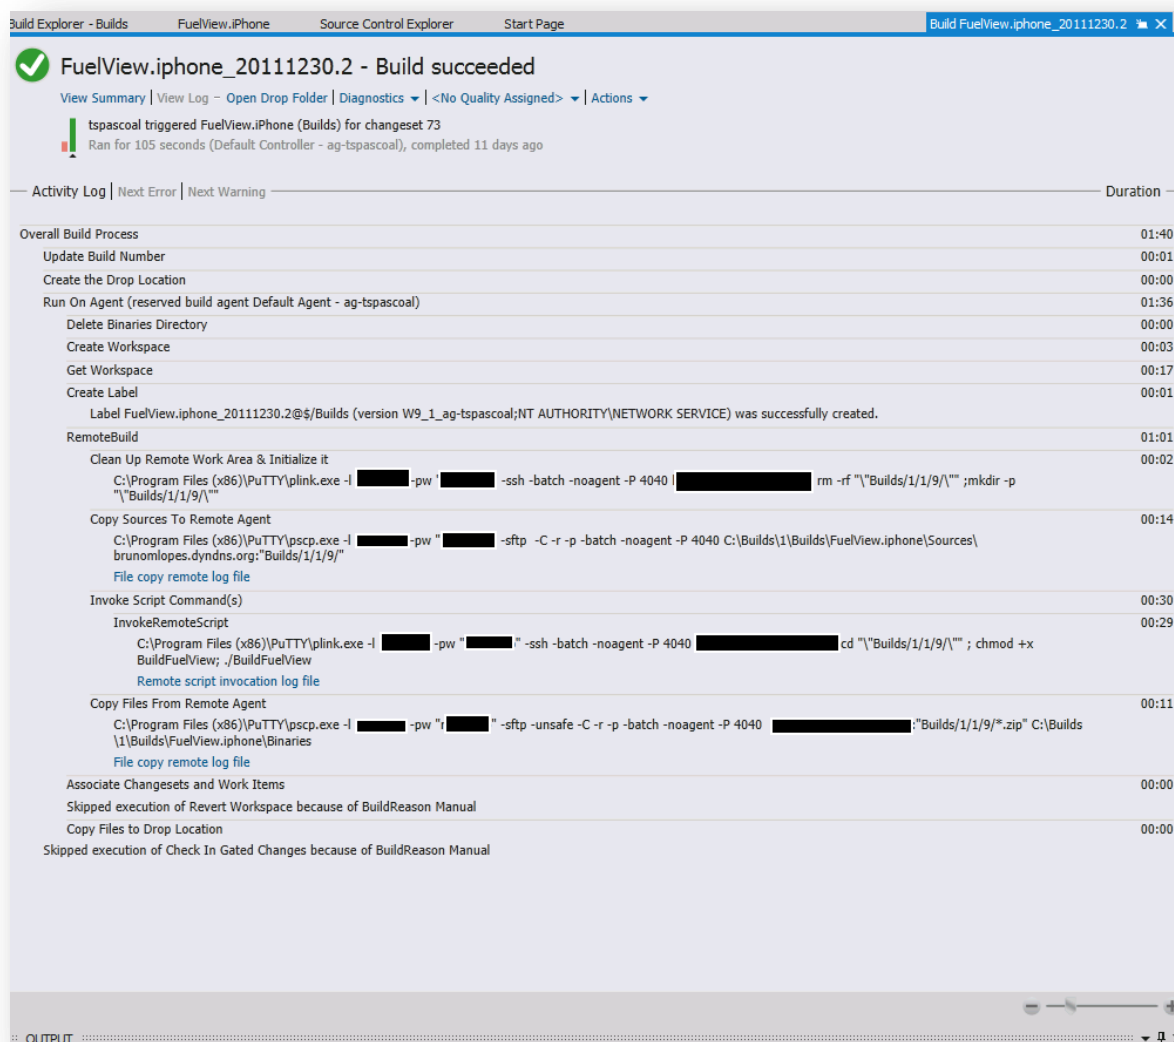 Build Explorer - Builds FuelView.iPhone Source Control Explorer Start Page Build FuelView.iphone_20111230.2
FuelView.iphone_20111230.2 - Build succeeded
View Summary | View Log - Open Drop Folder | Diagnostics | <No Quality Assigned> | Actions
tspascoal triggered FuelView.iPhone (Builds) for changeset 73
Ran for 105 seconds (Default Controller - ag-tspascoal), completed 11 days ago
Activity Log | Next Error | Next Warning Duration
Overall Build Process 01:40
Update Build Number 00:01
Create the Drop Location 00:00
Run On Agent (reserved build agent Default Agent - ag-tspascoal) 01:36
Delete Binaries Directory 00:00
Create Workspace 00:03
Get Workspace 00:17
Create Label 00:01
Label FuelView.iphone_20111230.2@$/Builds (version W9_1_ag-tspascoal;NT AUTHORITY\NETWORK SERVICE) was successfully created.
RemoteBuild 01:01
Clean Up Remote Work Area & Initialize it 00:02
C:\Program Files (x86)\PuTTY\plink.exe -l -pw " -ssh -batch -noagent -P 4040 rm -rf "\"Builds/1/1/9/\"" ;mkdir -p
"\"Builds/1/1/9/\""
Copy Sources To Remote Agent 00:14
C:\Program Files (x86)\PuTTY\pscp.exe -l -pw " -sftp -C -r -p -batch -noagent -P 4040 C:\Builds\1\Builds\FuelView.iphone\Sources\
brunomlopes.dyndns.org:"Builds/1/1/9/"
File copy remote log file
Invoke Script Command(s) 00:30
InvokeRemoteScript 00:29
C:\Program Files (x86)\PuTTY\plink.exe -l -pw " " -ssh -batch -noagent -P 4040 cd "\"Builds/1/1/9/\"" ; chmod +x
BuildFuelView; ./BuildFuelView
Remote script invocation log file
Copy Files From Remote Agent 00:11
C:\Program Files (x86)\PuTTY\pscp.exe -l -pw " " -sftp -unsafe -C -r -p -batch -noagent -P 4040 :"Builds/1/1/9/*.zip" C:\Builds
\1\Builds\FuelView.iphone\Binaries
File copy remote log file
Associate Changesets and Work Items 00:00
Skipped execution of Revert Workspace because of BuildReason Manual
Copy Files to Drop Location 00:00
Skipped execution of Check In Gated Changes because of BuildReason Manual
OUTPUT